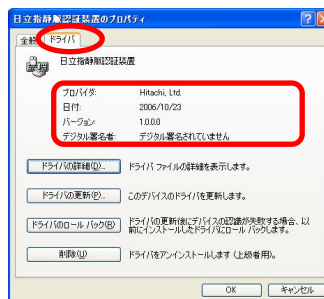 日立指静脈認証装置のプロパティ
全般 ドライバ
日立指静脈認証装置
プロバイダ: Hitachi, Ltd.
日付: 2006/10/23
バージョン: 1.0.0.0
デジタル署名者: デジタル署名されていません
ドライバの詳細(D)... ドライバ ファイルの詳細を表示します。
ドライバの更新(P)... このデバイスのドライバを更新します。
ドライバのロール バック(R) ドライバの更新後にデバイスの認識が失敗する場合、以
前にインストールしたドライバにロール バックします。
削除(U) ドライバをアンインストールします (上級者用)。
OK キャンセル